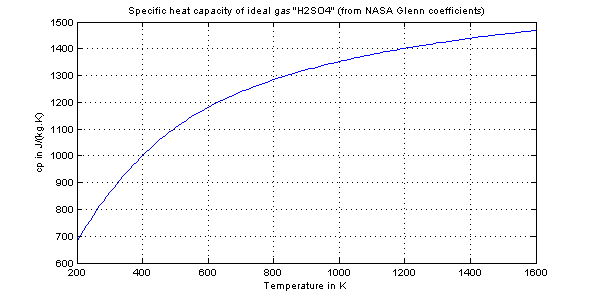 Specific heat capacity of ideal gas "H2SO4" (from NASA Glenn coefficients)
1500
1400
1300
1200
1100
1000
900
800
700
600
cp in J/(kg.K)
200 400 600 800 1000 1200 1400 1600
Temperature in K